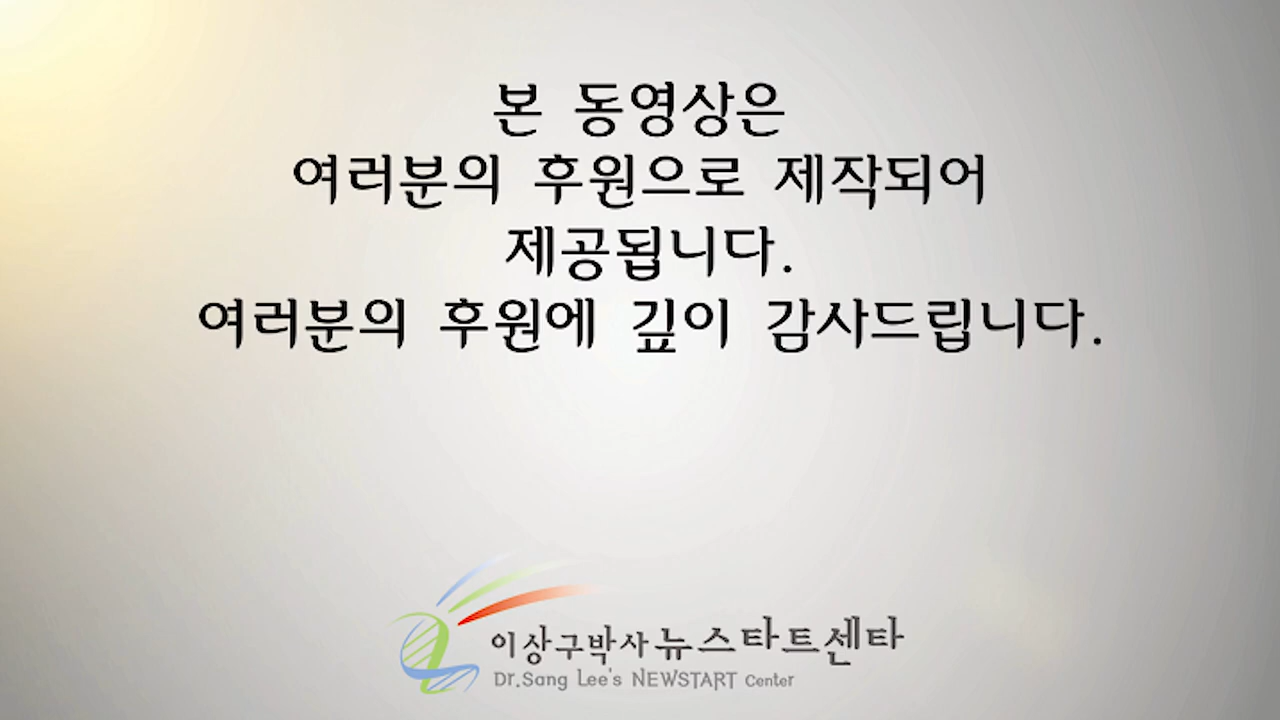 본 동영상은
여러분의 후원으로 제작되어
제공됩니다.
여러분의 후원에 깊이 감사드립니다.
이상구박사뉴스타트센타
Dr.Sang Lee's NEWSTART Center